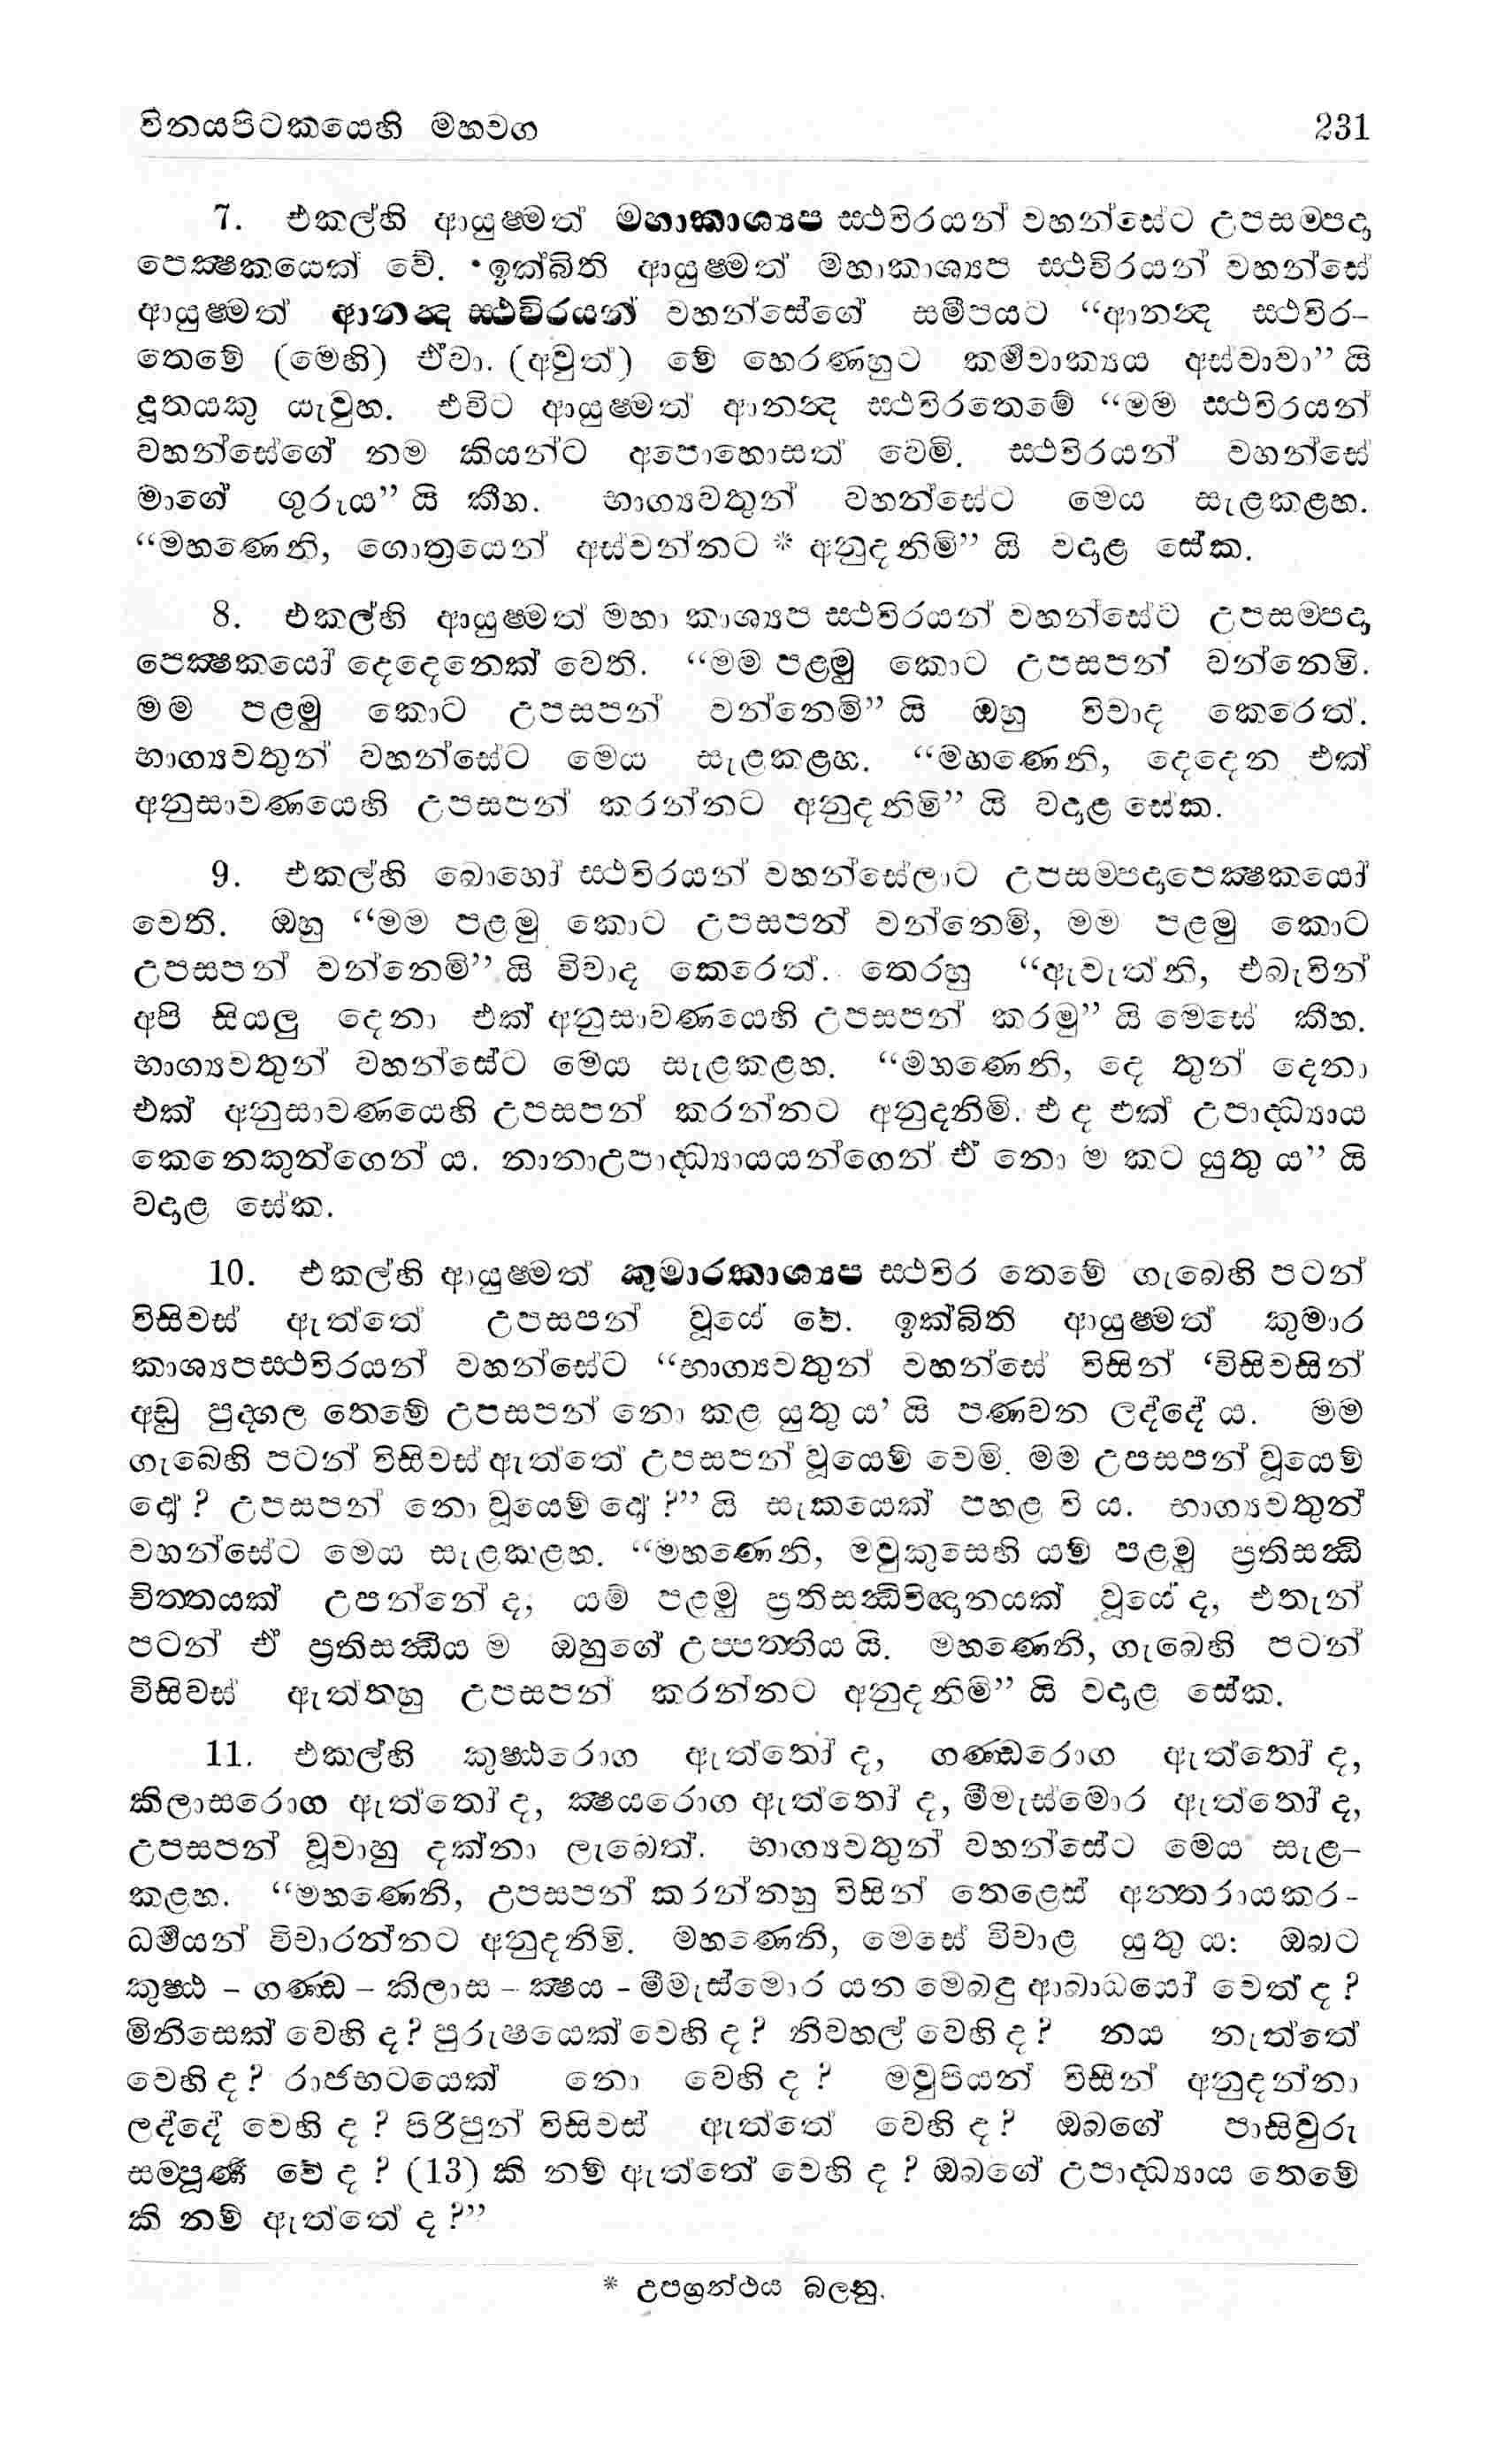 විනයපිටකයෙහි මහවග 231
7. එකල්හි ආයුෂ්මත් මහාකාශ්‍යප ස්ථවිරයන් වහන්සේට උපසම්පදා
පෙක්‍ෂකයෙක් වේ. ඉක්බිති ආයුෂ්මත් මහාකාශ්‍යප ස්ථවිරයන් වහන්සේ
ආයුෂ්මත් ආනන්‍ද ස්ථවිරයන් වහන්සේගේ සමීපයට “ආනන්‍ද ස්ථවිර-
තෙමේ (මෙහි) ඒවා. (අවුත්) මේ හෙරණහුට කර්‍මවාක්‍යය අස්වාවා” යි
දූතයකු යැවූහ. එවිට ආයුෂ්මත් ආනන්‍ද ස්ථවිරතෙමේ “මම ස්ථවිරයන්
වහන්සේගේ නම කියන්ට අපොහොසත් වෙමි. ස්ථවිරයන් වහන්සේ
මාගේ ගුරුය” යි කීහ. භාග්‍යවතුන් වහන්සේට මෙය සැළකළහ.
“මහණෙනි, ගොත්‍රයෙන් අස්වන්නට * අනුදනිමි” යි වදාළ සේක.
8. එකල්හි ආයුෂ්මත් මහා කාශ්‍යප ස්ථවිරයන් වහන්සේට උපසම්පදා
පෙක්‍ෂකයෝ දෙදෙනෙක් වෙති. “මම පළමු කොට උපසපන් වන්නෙමි.
මම පළමු කොට උපසපන් වන්නෙමි” යි ඔහු විවාද කෙරෙත්.
භාග්‍යවතුන් වහන්සේට මෙය සැළකළහ. “මහණෙනි, දෙදෙන එක්
අනුසාවණයෙහි උපසපන් කරන්නට අනුදනිමි” යි වදාළ සේක.
9. එකල්හි බොහෝ ස්ථවිරයන් වහන්සේලාට උපසම්පදාපෙක්‍ෂකයෝ
වෙති. ඔහු “මම පළමු කොට උපසපන් වන්නෙමි, මම පළමු කොට
උපසපන් වන්නෙමි” යි විවාද කෙරෙත්. තෙරහු “ඇවැත්නි, එබැවින්
අපි සියලු දෙනා එක් අනුසාවණයෙහි උපසපන් කරමු” යි මෙසේ කීහ.
භාග්‍යවතුන් වහන්සේට මෙය සැළකළහ. “මහණෙනි, දෙ තුන් දෙනා
එක් අනුසාවණයෙහි උපසපන් කරන්නට අනුදනිමි. එ ද එක් උපාද්‍ධ්‍යාය
කෙනෙකුන්ගෙන් ය. නානාඋපාද්‍ධ්‍යායයන්ගෙන් ඒ නො ම කට යුතු ය” යි
වදාළ සේක.
10. එකල්හි ආයුෂ්මත් කුමාරකාශ්‍යප ස්ථවිර තෙමේ ගැබෙහි පටන්
විසිවස් ඇත්තේ උපසපන් වූයේ වේ. ඉක්බිති ආයුෂ්මත් කුමාර
කාශ්‍යපස්ථවිරයන් වහන්සේට “භාග්‍යවතුන් වහන්සේ විසින් ‘විසිවසින්
අඩු පුද්ගල තෙමේ උපසපන් නො කළ යුතු ය’ යි පණවන ලද්දේ ය. මම
ගැබෙහි පටන් විසිවස් ඇත්තේ උපසපන් වූයෙම් වෙමි. මම උපසපන් වූයෙම්
දෝ? උපසපන් නො වූයෙම් දෝ?” යි සැකයෙක් පහළ වි ය. භාග්‍යවතුන්
වහන්සේට මෙය සැළකළහ. “මහණෙනි, මවුකුසෙහි යම් පළමු ප්‍රතිසන්‍ධි
චිත්තයක් උපන්නේ ද, යම් පළමු ප්‍රතිසන්‍ධිවිඥානයක් වූයේ ද, එතැන්
පටන් ඒ ප්‍රතිසන්‍ධිය ම ඔහුගේ උප්පත්තිය යි. මහණෙනි, ගැබෙහි පටන්
විසිවස් ඇත්තහු උපසපන් කරන්නට අනුදනිමි” යි වදාළ සේක.
11. එකල්හි කුෂ්ඨරොග ඇත්තෝ ද, ගණ්ඩරොග ඇත්තෝ ද,
කිලාසරොග ඇත්තෝ ද, ක්‍ෂයරොග ඇත්තෝ ද, මීමැස්මොර ඇත්තෝ ද,
උපසපන් වූවාහු දක්නා ලැබෙත්. භාග්‍යවතුන් වහන්සේට මෙය සැළ-
කළහ. “මහණෙනි, උපසපන් කරන්නහු විසින් තෙළෙස් අන්තරායකර-
ධර්‍මයන් විචාරන්නට අනුදනිමි. මහණෙනි, මෙසේ විචාළ යුතු ය: ඔබට
කුෂ්ඨ - ගණ්ඩ - කිලාස - ක්‍ෂය - මීමැස්මොර යන මෙබඳු ආබාධයෝ වෙත් ද?
මිනිසෙක් වෙහි ද? පුරුෂයෙක් වෙහි ද? නිවහල් වෙහි ද? නය නැත්තේ
වෙහි ද? රාජභටයෙක් නො වෙහි ද? මවුපියන් විසින් අනුදන්නා
ලද්දේ වෙහි ද? පිරිපුන් විසිවස් ඇත්තේ වෙහි ද? ඔබගේ පාසිවුරු
සම්පූර්‍ණ වේ ද? (13) කි නම් ඇත්තේ වෙහි ද? ඔබගේ උපාද්‍ධ්‍යාය තෙමේ
කි නම් ඇත්තේ ද?”
* උපග්‍රන්ථය බලනු.